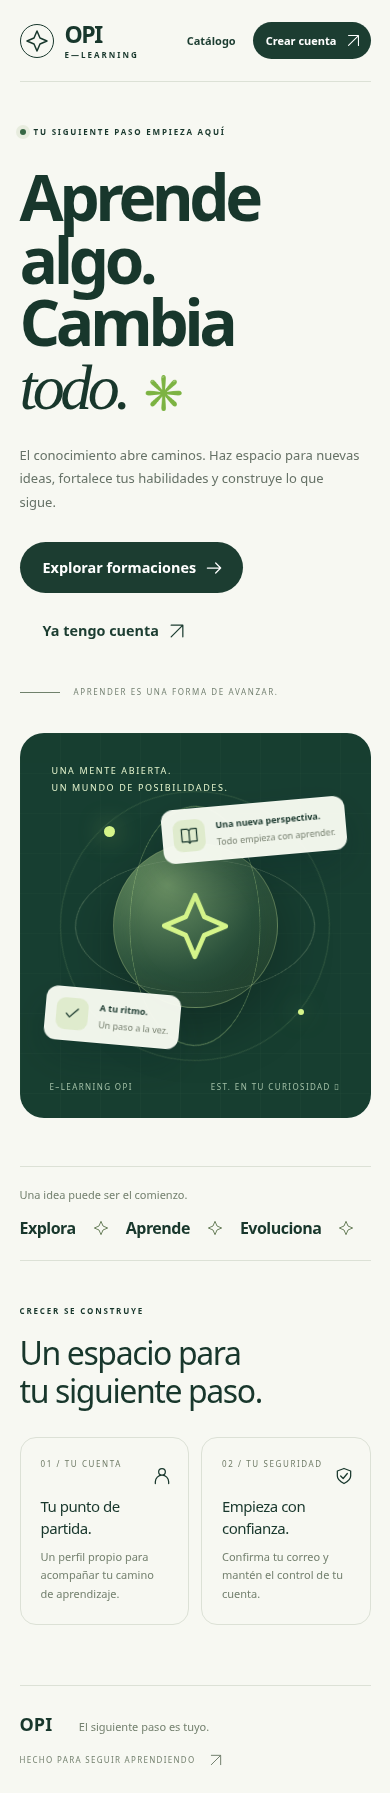 OPI
E—LEARNING
Catálogo
Crear cuenta
TU SIGUIENTE PASO EMPIEZA AQUÍ
Aprende
algo.
Cambia
todo.
El conocimiento abre caminos. Haz espacio para nuevas
ideas, fortalece tus habilidades y construye lo que
sigue.
Explorar formaciones
Ya tengo cuenta
APRENDER ES UNA FORMA DE AVANZAR.
UNA MENTE ABIERTA.
UN MUNDO DE POSIBILIDADES.
Una nueva perspectiva.
Todo empieza con aprender.
A tu ritmo.
Un paso a la vez.
E–LEARNING OPI
EST. EN TU CURIOSIDAD
Una idea puede ser el comienzo.
Explora Aprende Evoluciona
CRECER SE CONSTRUYE
Un espacio para
tu siguiente paso.
01 / TU CUENTA
Tu punto de
partida.
Un perfil propio para
acompañar tu camino
de aprendizaje.
02 / TU SEGURIDAD
Empieza con
confianza.
Confirma tu correo y
mantén el control de tu
cuenta.
OPI
El siguiente paso es tuyo.
HECHO PARA SEGUIR APRENDIENDO